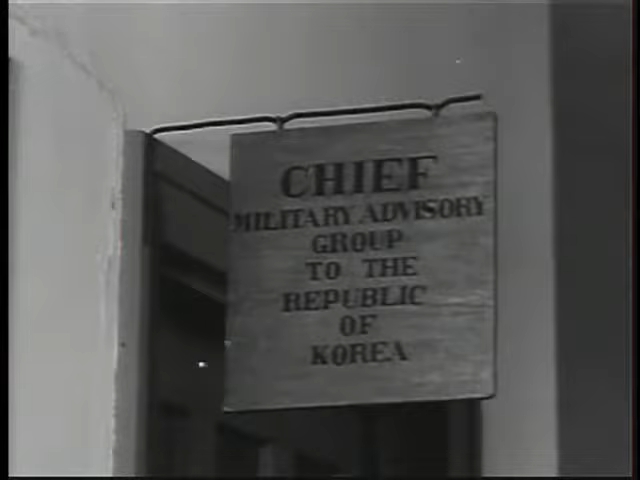 CHIEF
MILITARY ADVISORY
GROUP
TO THE
REPUBLIC
OF
KOREA